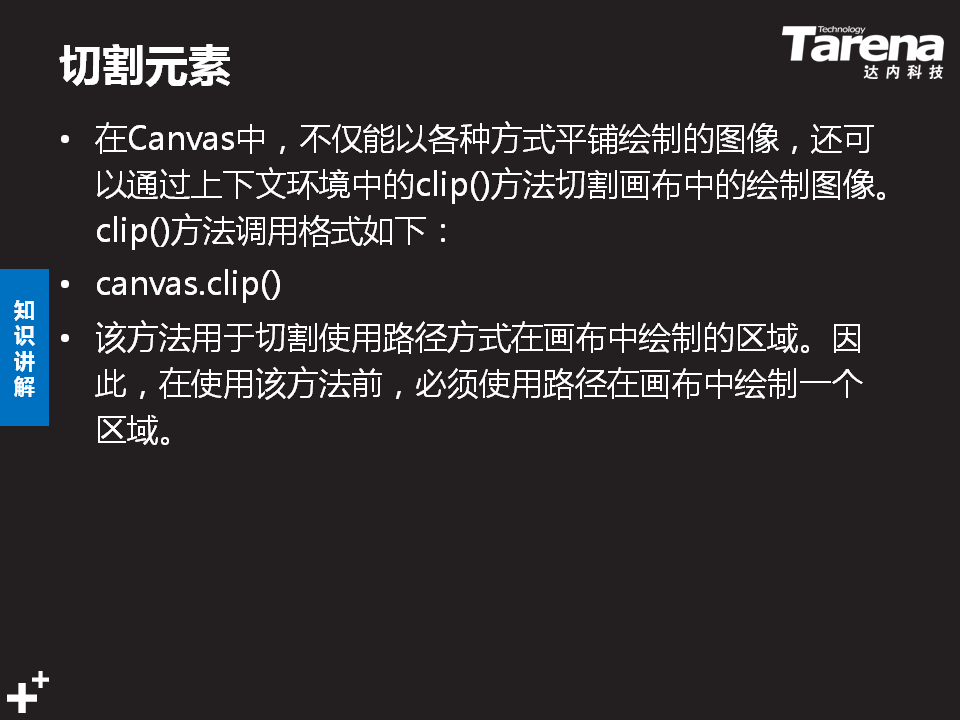 切割元素
Technology
Tarena
达内科技
• 在Canvas中，不仅能以各种方式平铺绘制的图像，还可
以通过上下文环境中的clip()方法切割画布中的绘制图像。
clip()方法调用格式如下：
• canvas.clip()
• 该方法用于切割使用路径方式在画布中绘制的区域。因
此，在使用该方法前，必须使用路径在画布中绘制一个
区域。
知
识
讲
解